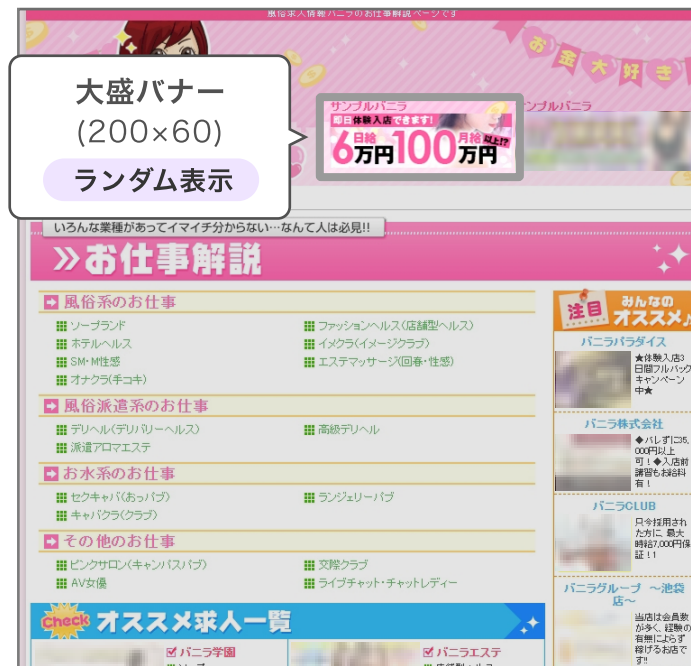 風俗求人情報バニラのお仕事解説ページです
お金大好き
大盛バナー
(200×60)
ランダム表示
サンプルバニラ
ンプルバニラ
即日体験入店できます!
日給6万円 月給100万円以上!?
いろんな業種があってイマイチ分からない…なんて人は必見!!
お仕事解説
風俗系のお仕事
ソープランド
ファッションヘルス(店舗型ヘルス)
ホテルヘルス
イメクラ(イメージクラブ)
SM・M性感
エステマッサージ(回春・性感)
オナクラ(手コキ)
風俗派遣系のお仕事
デリヘル(デリバリーヘルス)
高級デリヘル
派遣アロマエステ
お水系のお仕事
セクキャバ(おっパブ)
ランジェリーパブ
キャバクラ(クラブ)
その他のお仕事
ピンクサロン(キャンパスパブ)
交際クラブ
AV女優
ライブチャット・チャットレディー
Check オススメ求人一覧
バニラ学園
バニラエステ
注目 みんなの
オススメ♪
バニラパラダイス
★体験入店3
日間フルバック
キャンペーン
中★
バニラ株式会社
◆バレずに35,
000円以上
可!◆入店前
講習もお給料
有!
バニラCLUB
只今採用され
た方に、最大
時給7,000円保
証!1
バニラグループ ～池袋
店～
当店は会員数
が多く、経験の
有無によらず
稼げるお店で
す!!